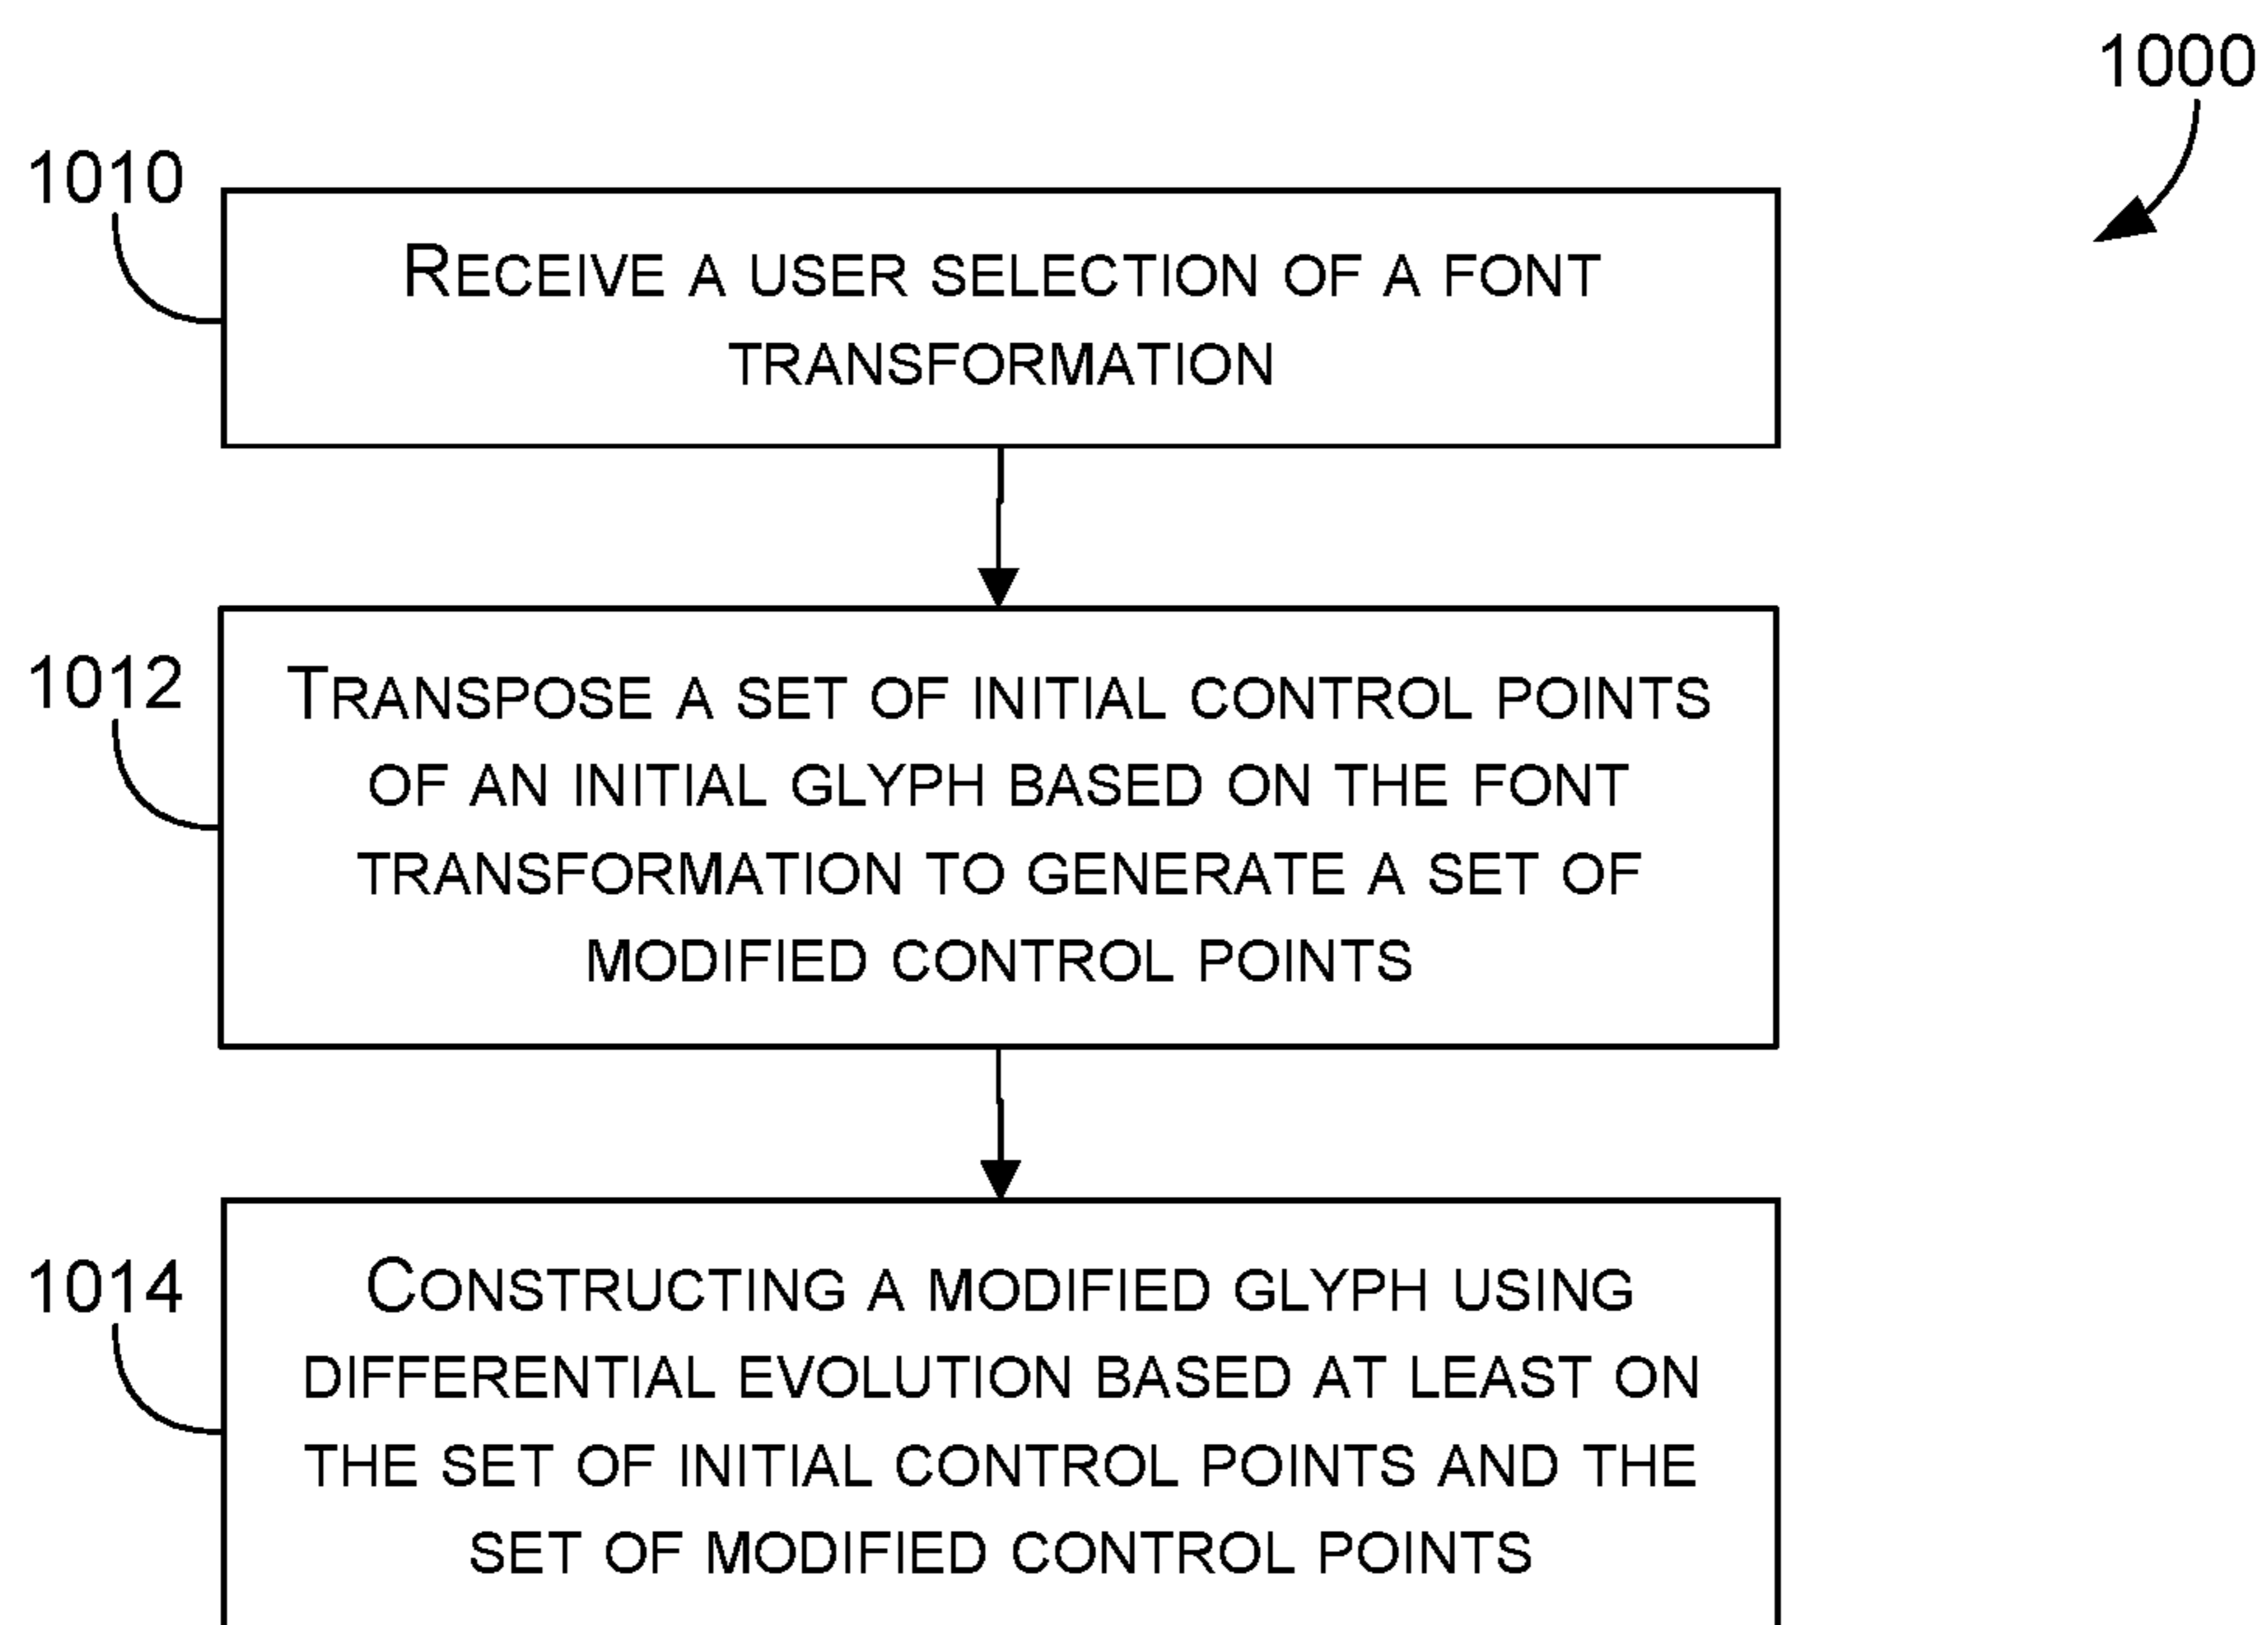 1000
1010
RECEIVE A USER SELECTION OF A FONT
TRANSFORMATION
1012
TRANSPOSE A SET OF INITIAL CONTROL POINTS
OF AN INITIAL GLYPH BASED ON THE FONT
TRANSFORMATION TO GENERATE A SET OF
MODIFIED CONTROL POINTS
1014
CONSTRUCTING A MODIFIED GLYPH USING
DIFFERENTIAL EVOLUTION BASED AT LEAST ON
THE SET OF INITIAL CONTROL POINTS AND THE
SET OF MODIFIED CONTROL POINTS